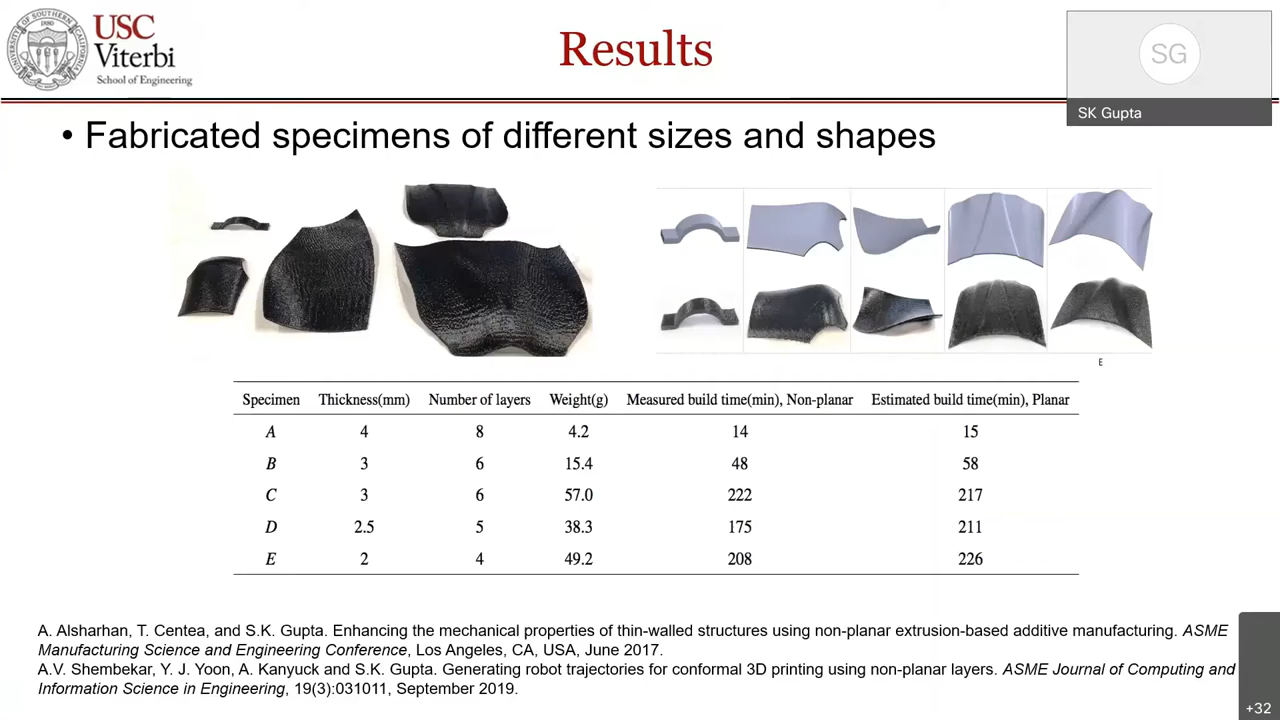 USC
Viterbi
School of Engineering
Results
SG
SK Gupta
• Fabricated specimens of different sizes and shapes
E
Specimen Thickness(mm) Number of layers Weight(g) Measured build time(min), Non-planar Estimated build time(min), Planar
A 4 8 4.2 14 15
B 3 6 15.4 48 58
C 3 6 57.0 222 217
D 2.5 5 38.3 175 211
E 2 4 49.2 208 226
A. Alsharhan, T. Centea, and S.K. Gupta. Enhancing the mechanical properties of thin-walled structures using non-planar extrusion-based additive manufacturing. ASME
Manufacturing Science and Engineering Conference, Los Angeles, CA, USA, June 2017.
A.V. Shembekar, Y. J. Yoon, A. Kanyuck and S.K. Gupta. Generating robot trajectories for conformal 3D printing using non-planar layers. ASME Journal of Computing and
Information Science in Engineering, 19(3):031011, September 2019.
+32